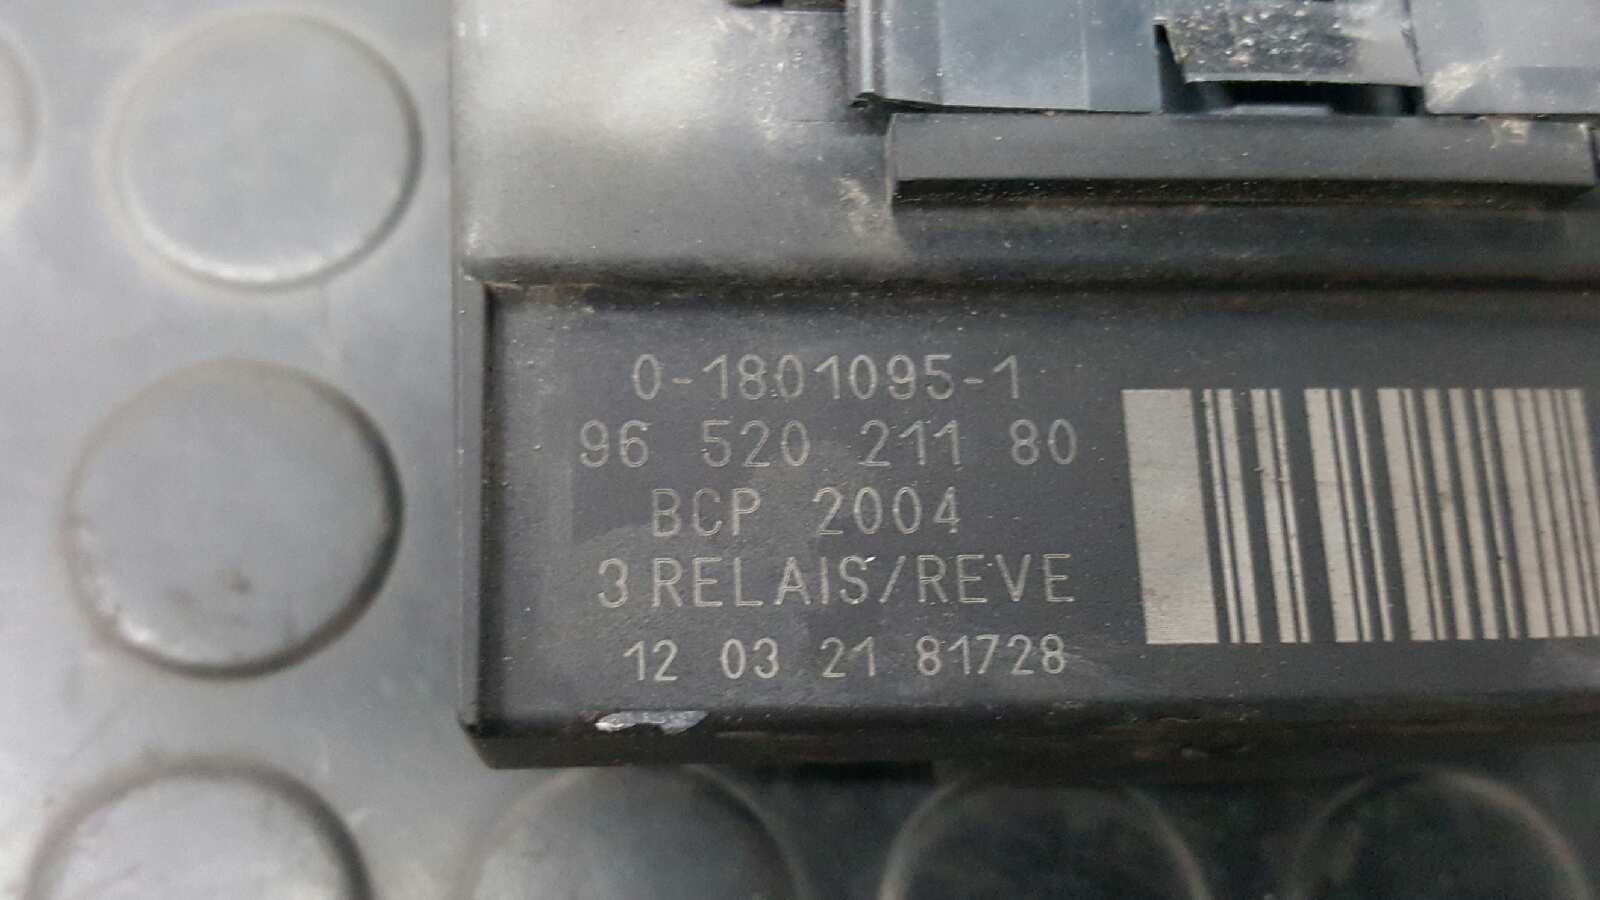 0-1801095-1
96 520 211 80
BCP 2004
3 RELAIS/REVE
12 03 21 81728